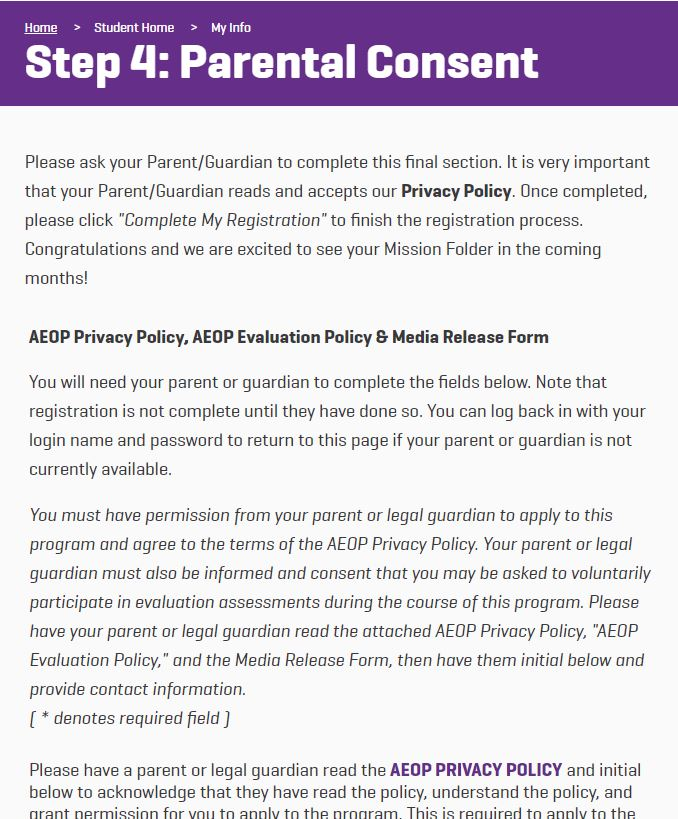 Home > Student Home > My Info
Step 4: Parental Consent
Please ask your Parent/Guardian to complete this final section. It is very important
that your Parent/Guardian reads and accepts our Privacy Policy. Once completed,
please click "Complete My Registration" to finish the registration process.
Congratulations and we are excited to see your Mission Folder in the coming
months!
AEOP Privacy Policy, AEOP Evaluation Policy & Media Release Form
You will need your parent or guardian to complete the fields below. Note that
registration is not complete until they have done so. You can log back in with your
login name and password to return to this page if your parent or guardian is not
currently available.
You must have permission from your parent or legal guardian to apply to this
program and agree to the terms of the AEOP Privacy Policy. Your parent or legal
guardian must also be informed and consent that you may be asked to voluntarily
participate in evaluation assessments during the course of this program. Please
have your parent or legal guardian read the attached AEOP Privacy Policy, "AEOP
Evaluation Policy," and the Media Release Form, then have them initial below and
provide contact information.
( * denotes required field )
Please have a parent or legal guardian read the AEOP PRIVACY POLICY and initial
below to acknowledge that they have read the policy, understand the policy, and
grant permission for you to apply to the program. This is required to apply to the